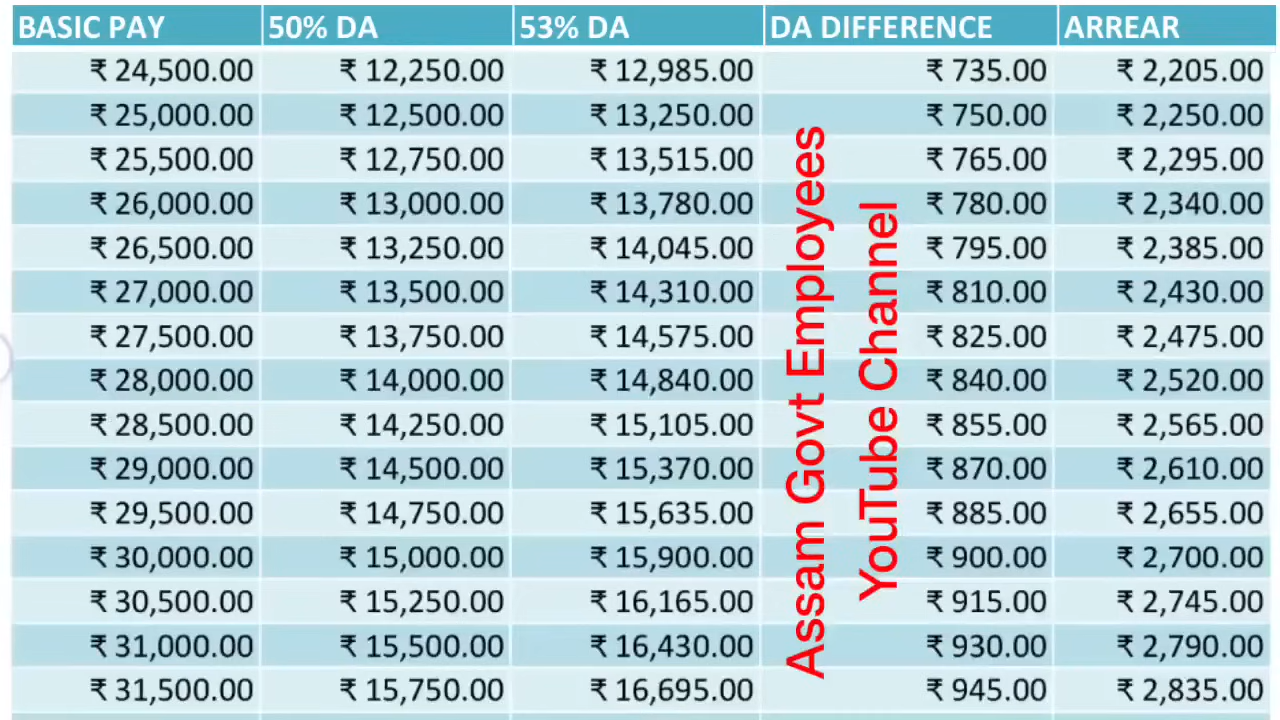 BASIC PAY 50% DA 53% DA DA DIFFERENCE ARREAR
₹ 24,500.00 ₹ 12,250.00 ₹ 12,985.00 ₹ 735.00 ₹ 2,205.00
₹ 25,000.00 ₹ 12,500.00 ₹ 13,250.00 ₹ 750.00 ₹ 2,250.00
₹ 25,500.00 ₹ 12,750.00 ₹ 13,515.00 ₹ 765.00 ₹ 2,295.00
₹ 26,000.00 ₹ 13,000.00 ₹ 13,780.00 ₹ 780.00 ₹ 2,340.00
₹ 26,500.00 ₹ 13,250.00 ₹ 14,045.00 ₹ 795.00 ₹ 2,385.00
₹ 27,000.00 ₹ 13,500.00 ₹ 14,310.00 ₹ 810.00 ₹ 2,430.00
₹ 27,500.00 ₹ 13,750.00 ₹ 14,575.00 ₹ 825.00 ₹ 2,475.00
₹ 28,000.00 ₹ 14,000.00 ₹ 14,840.00 ₹ 840.00 ₹ 2,520.00
₹ 28,500.00 ₹ 14,250.00 ₹ 15,105.00 ₹ 855.00 ₹ 2,565.00
₹ 29,000.00 ₹ 14,500.00 ₹ 15,370.00 ₹ 870.00 ₹ 2,610.00
₹ 29,500.00 ₹ 14,750.00 ₹ 15,635.00 ₹ 885.00 ₹ 2,655.00
₹ 30,000.00 ₹ 15,000.00 ₹ 15,900.00 ₹ 900.00 ₹ 2,700.00
₹ 30,500.00 ₹ 15,250.00 ₹ 16,165.00 ₹ 915.00 ₹ 2,745.00
₹ 31,000.00 ₹ 15,500.00 ₹ 16,430.00 ₹ 930.00 ₹ 2,790.00
₹ 31,500.00 ₹ 15,750.00 ₹ 16,695.00 ₹ 945.00 ₹ 2,835.00
Assam Govt Employees
YouTube Channel